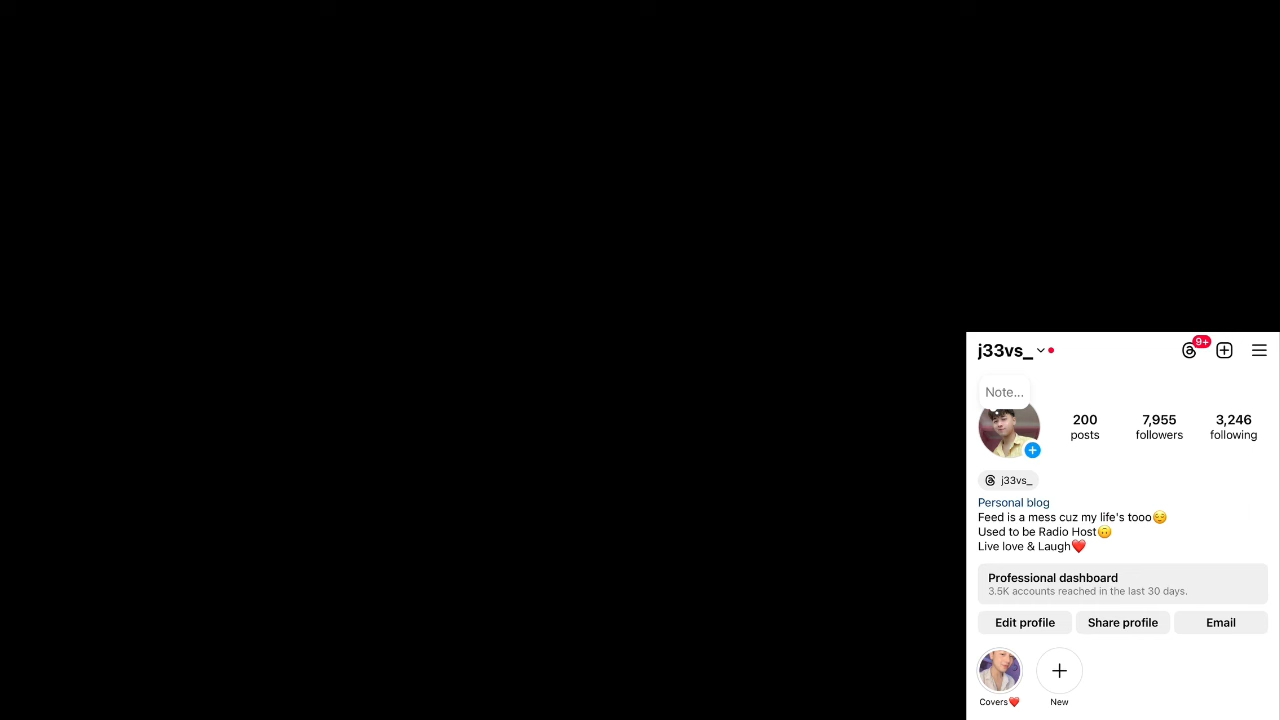 j33vs_
9+
Note...
200
posts
7,955
followers
3,246
following
j33vs_
Personal blog
Feed is a mess cuz my life's tooo😌
Used to be Radio Host🙃
Live love & Laugh❤️
Professional dashboard
3.5K accounts reached in the last 30 days.
Edit profile
Share profile
Email
Covers❤️
New